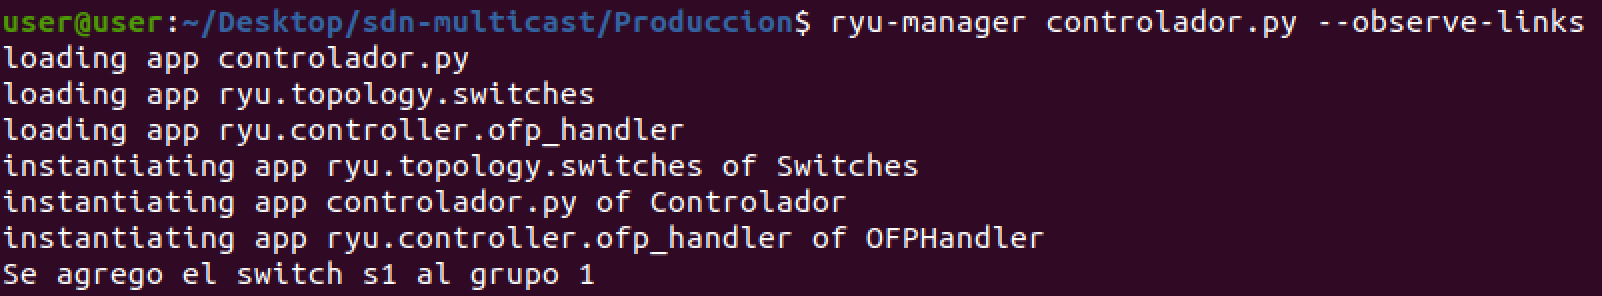 user@user:~/Desktop/sdn-multicast/Produccion$ ryu-manager controlador.py --observe-links
loading app controlador.py
loading app ryu.topology.switches
loading app ryu.controller.ofp_handler
instantiating app ryu.topology.switches of Switches
instantiating app controlador.py of Controlador
instantiating app ryu.controller.ofp_handler of OFPHandler
Se agrego el switch s1 al grupo 1